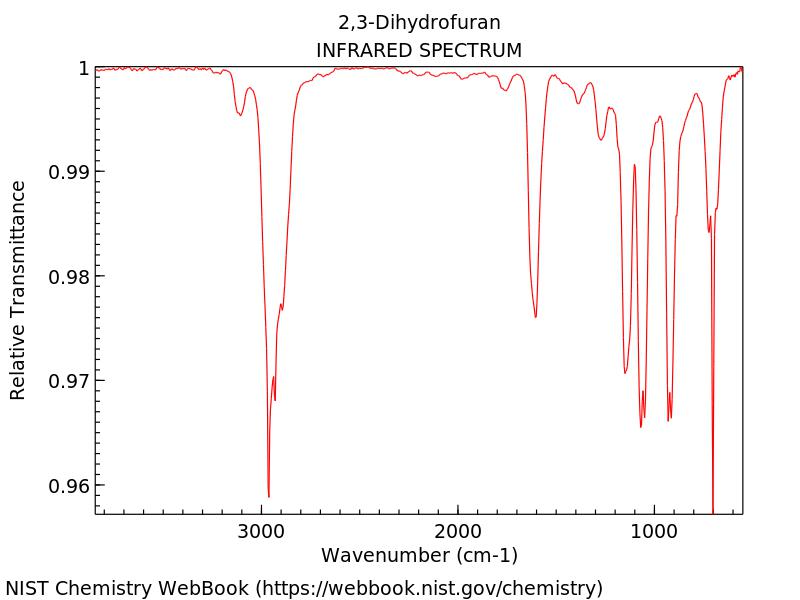 2,3-Dihydrofuran
INFRARED SPECTRUM
1
0.99
0.98
0.97
0.96
Relative Transmittance
3000 2000 1000
Wavenumber (cm-1)
NIST Chemistry WebBook (https://webbook.nist.gov/chemistry)